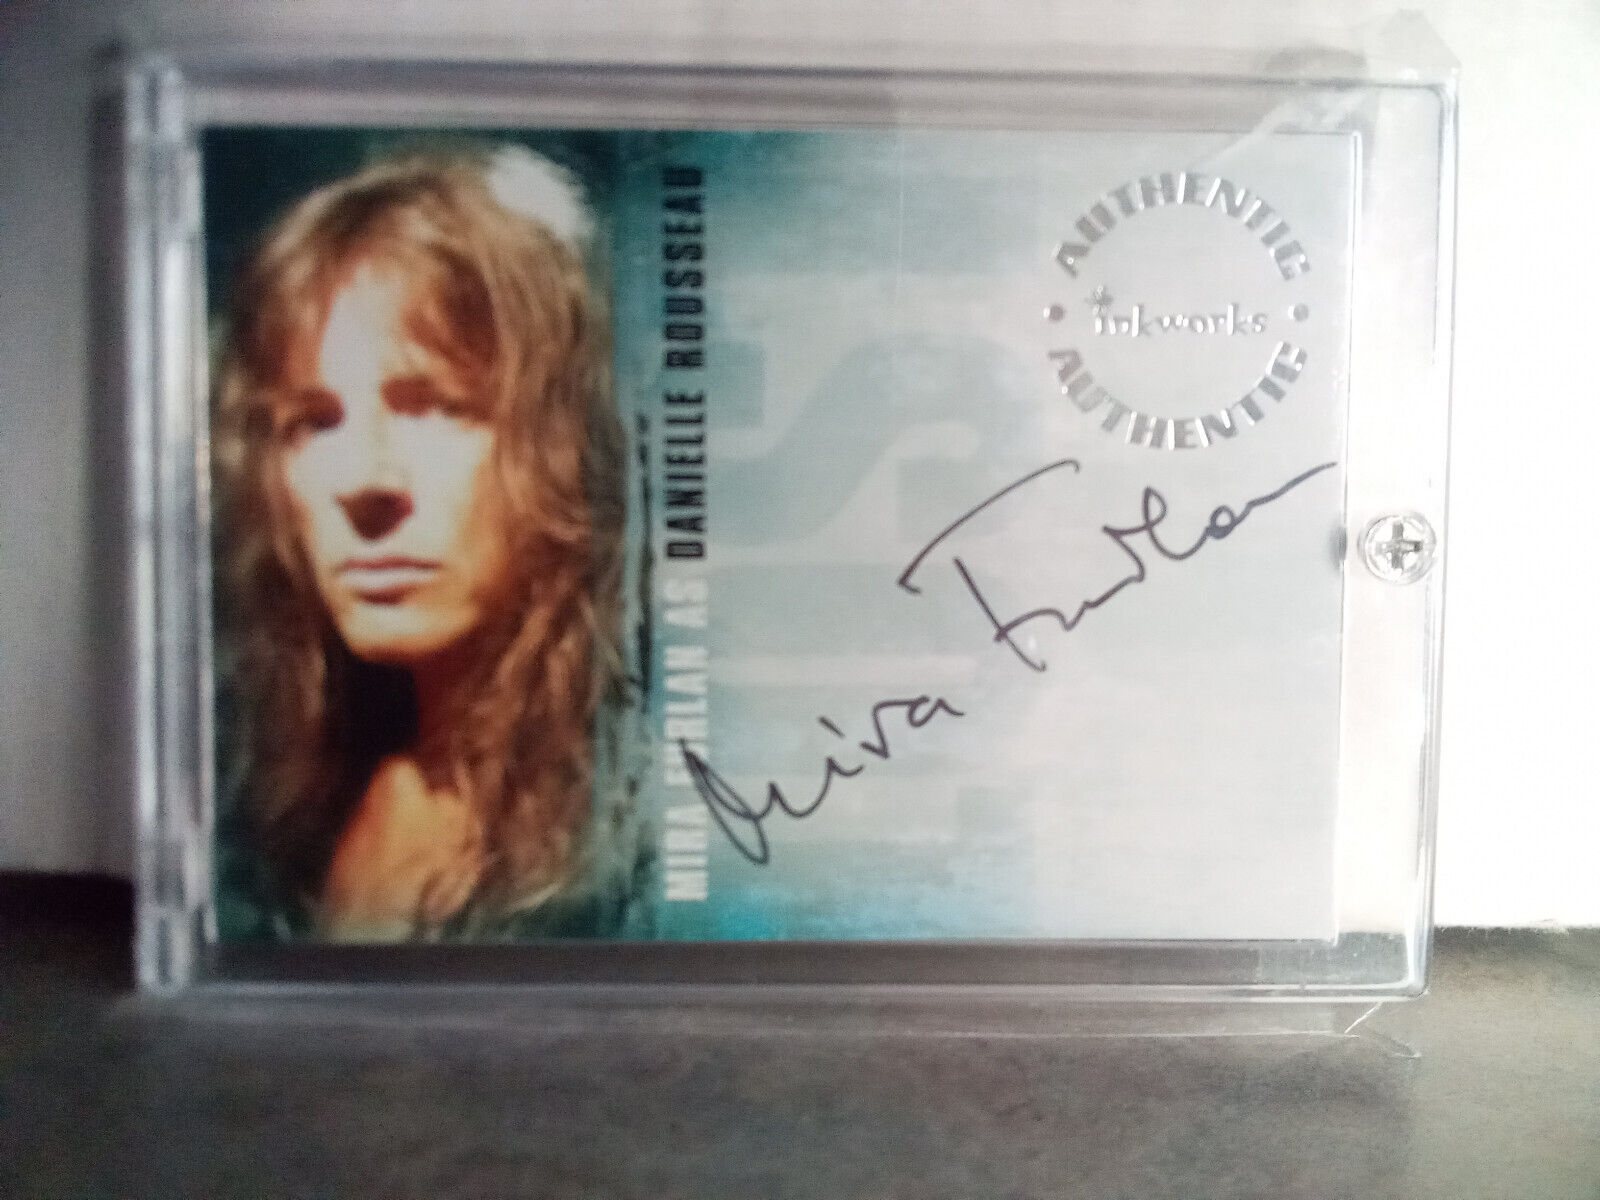 MIRA FURLAN AS DANIELLE ROUSSEAU
AUTHENTIC
inkworks
AUTHENTIC
Mira Furlan